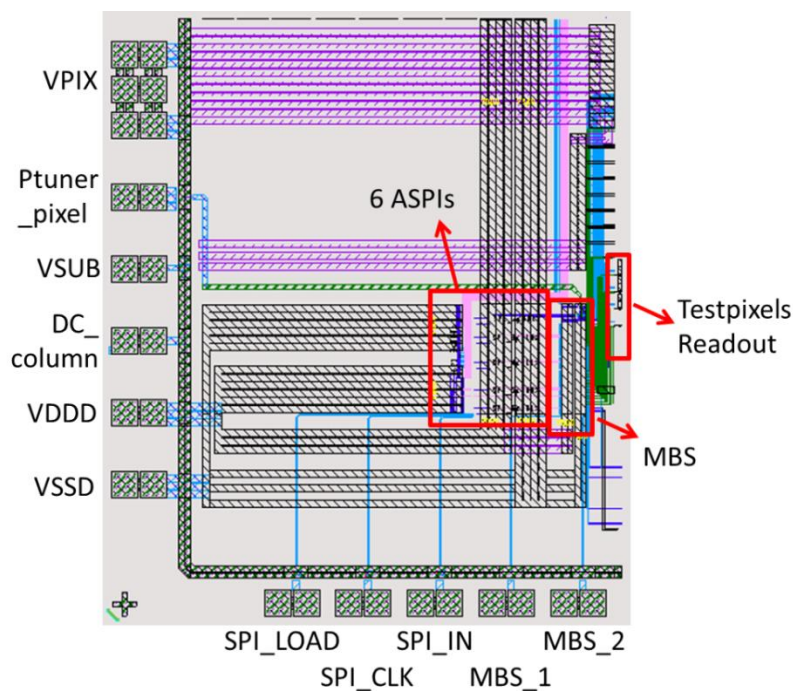 VPIX
Ptuner
_pixel
6 ASPIs
VSUB
DC_
column
Testpixels
Readout
VDDD
MBS
VSSD
SPI_LOAD
SPI_IN
MBS_2
SPI_CLK
MBS_1